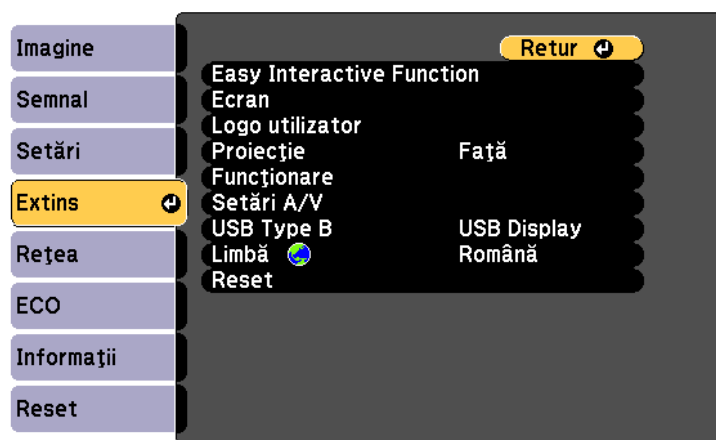 Imagine
Semnal
Setări
Extins
Reţea
ECO
Informaţii
Reset
Retur
Easy Interactive Function
Ecran
Logo utilizator
Proiecţie Faţă
Funcţionare
Setări A/V
USB Type B USB Display
Limbă Română
Reset